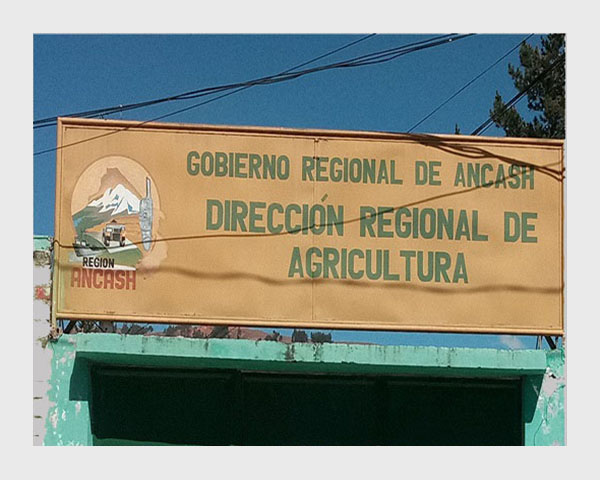 GOBIERNO REGIONAL DE ANCASH
DIRECCIÓN REGIONAL DE
AGRICULTURA
REGION
ANCASH